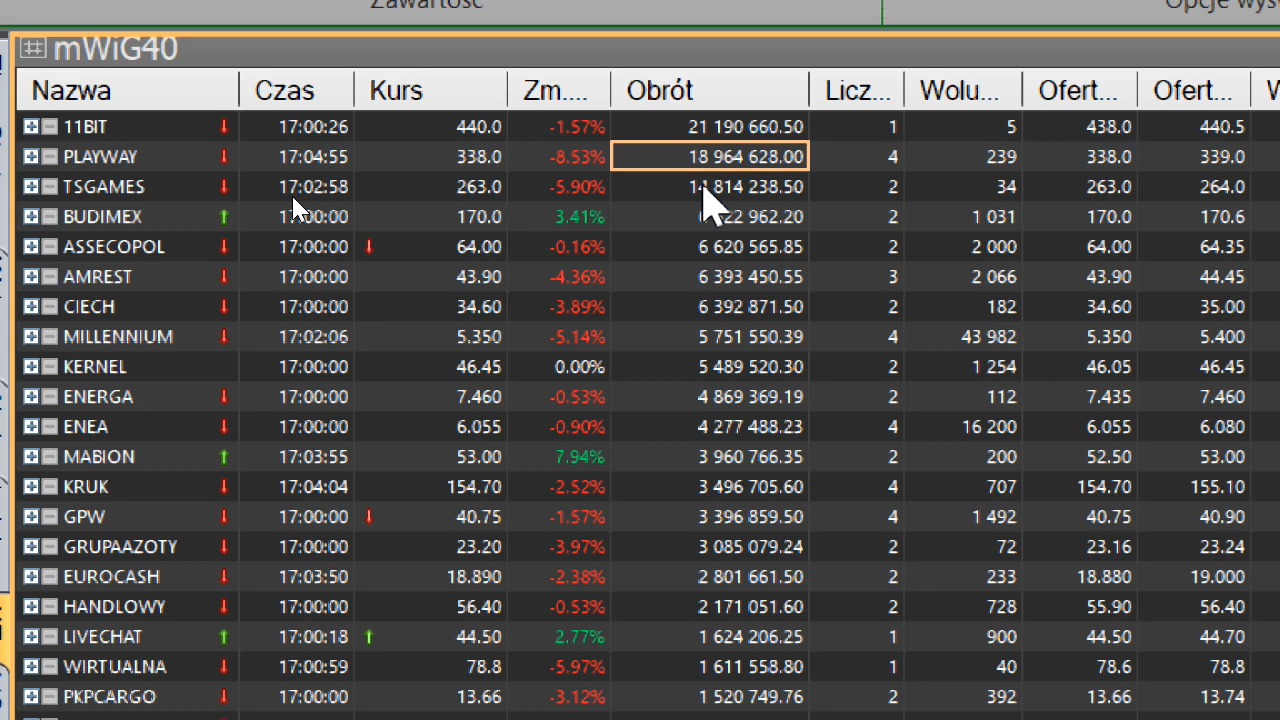 Zawartość Opcje wyś
mWiG40
Nazwa Czas Kurs Zm.... Obrót Licz... Wolu... Ofert... Ofert...
11BIT 17:00:26 440.0 -1.57% 21 190 660.50 1 5 438.0 440.5
PLAYWAY 17:04:55 338.0 -8.53% 18 964 628.00 4 239 338.0 339.0
TSGAMES 17:02:58 263.0 -5.90% 14 814 238.50 2 34 263.0 264.0
BUDIMEX 17:00:00 170.0 3.41% 962.20 2 1 031 170.0 170.6
ASSECOPOL 17:00:00 64.00 -0.16% 6 620 565.85 2 2 000 64.00 64.35
AMREST 17:00:00 43.90 -4.36% 6 393 450.55 3 2 066 43.90 44.45
CIECH 17:00:00 34.60 -3.89% 6 392 871.50 2 182 34.60 35.00
MILLENNIUM 17:02:06 5.350 -5.14% 5 751 550.39 4 43 982 5.350 5.400
KERNEL 17:00:00 46.45 0.00% 5 489 520.30 2 1 254 46.05 46.45
ENERGA 17:00:00 7.460 -0.53% 4 869 369.19 2 112 7.435 7.460
ENEA 17:00:00 6.055 -0.90% 4 277 488.23 4 16 200 6.055 6.080
MABION 17:03:55 53.00 7.94% 3 960 766.35 2 200 52.50 53.00
KRUK 17:04:04 154.70 -2.52% 3 496 705.60 4 707 154.70 155.10
GPW 17:00:00 40.75 -1.57% 3 396 859.50 4 1 492 40.75 40.90
GRUPAAZOTY 17:00:00 23.20 -3.97% 3 085 079.24 2 72 23.16 23.24
EUROCASH 17:03:50 18.890 -2.38% 2 801 661.50 2 233 18.880 19.000
HANDLOWY 17:00:00 56.40 -0.53% 2 171 051.60 2 728 55.90 56.40
LIVECHAT 17:00:18 44.50 2.77% 1 624 206.25 1 900 44.50 44.70
WIRTUALNA 17:00:59 78.8 -5.97% 1 611 558.80 1 40 78.6 78.8
PKPCARGO 17:00:00 13.66 -3.12% 1 520 749.76 2 392 13.66 13.74